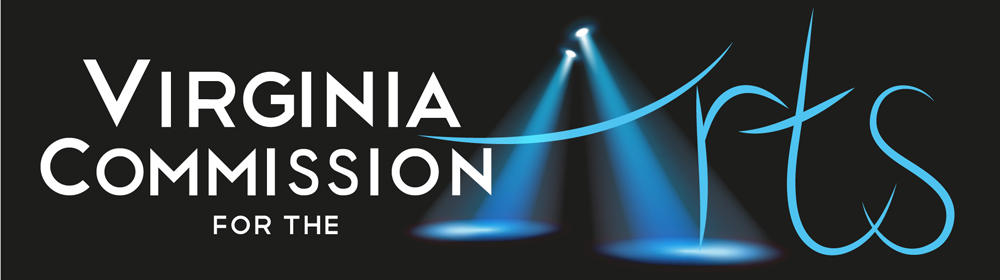 VIRGINIA
COMMISSION
FOR THE
Arts